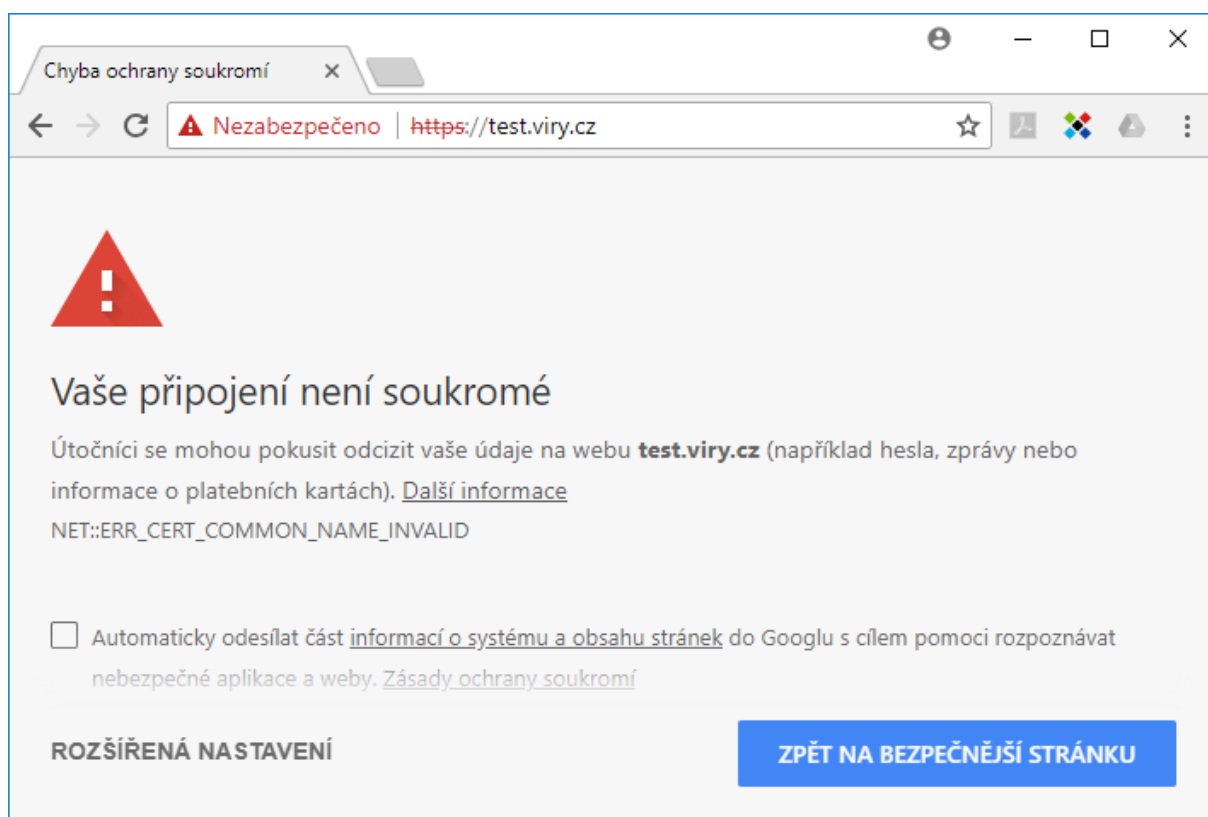 Chyba ochrany soukromí
Nezabezpečeno https://test.viry.cz
Vaše připojení není soukromé
Útočníci se mohou pokusit odcizit vaše údaje na webu test.viry.cz (například hesla, zprávy nebo
informace o platebních kartách). Další informace
NET::ERR_CERT_COMMON_NAME_INVALID
Automaticky odesílat část informací o systému a obsahu stránek do Googlu s cílem pomoci rozpoznávat
nebezpečné aplikace a weby. Zásady ochrany soukromí
ROZŠÍŘENÁ NASTAVENÍ
ZPĚT NA BEZPEČNĚJŠÍ STRÁNKU